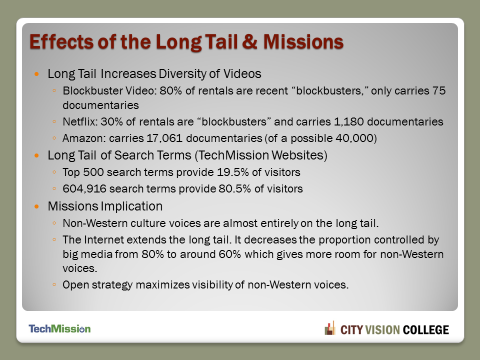 Effects of the Long Tail & Missions
Long Tail Increases Diversity of Videos
Blockbuster Video: 80% of rentals are recent “blockbusters,” only carries 75
documentaries
Netflix: 30% of rentals are “blockbusters” and carries 1,180 documentaries
Amazon: carries 17,061 documentaries (of a possible 40,000)
Long Tail of Search Terms (TechMission Websites)
Top 500 search terms provide 19.5% of visitors
604,916 search terms provide 80.5% of visitors
Missions Implication
Non-Western culture voices are almost entirely on the long tail.
The Internet extends the long tail. It decreases the proportion controlled by
big media from 80% to around 60% which gives more room for non-Western
voices.
Open strategy maximizes visibility of non-Western voices.
TechMission
CITY VISION COLLEGE